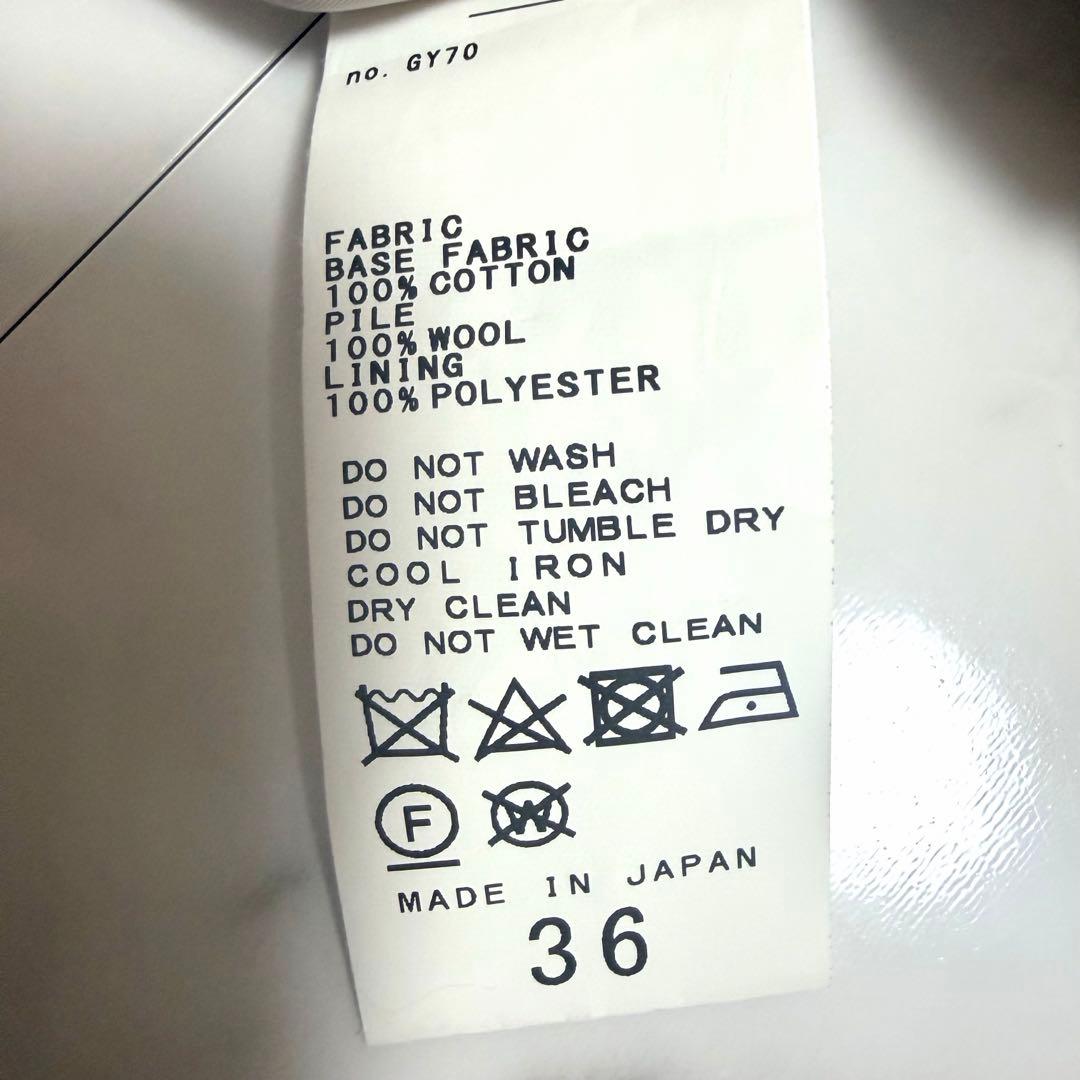 no. GY70
FABRIC
BASE FABRIC
100% COTTON
PILE
100% WOOL
LINING
100% POLYESTER
DO NOT WASH
DO NOT BLEACH
DO NOT TUMBLE DRY
COOL IRON
DRY CLEAN
DO NOT WET CLEAN
F W
MADE IN JAPAN
36